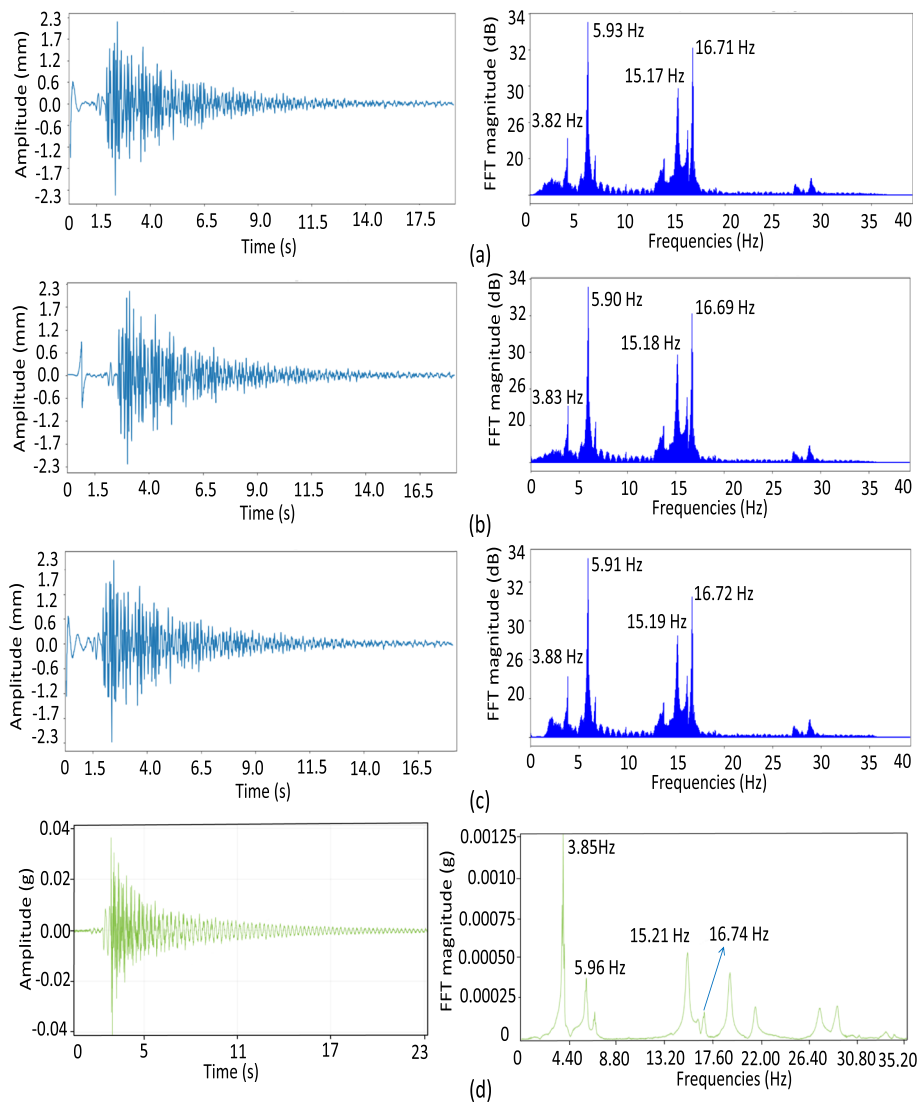 Amplitude (mm)
2.3
1.7
1.2
0.6
0.0
-0.6
-1.2
-1.7
-2.3
0 1.5 4.0 6.5 9.0 11.5 14.0 17.5
Time (s)
FFT magnitude (dB)
34
32
30
26
20
3.82 Hz
5.93 Hz
15.17 Hz
16.71 Hz
0 5 10 15 20 25 30 35 40
Frequencies (Hz)
(a)
Amplitude (mm)
2.3
1.7
1.2
0.6
0.0
-0.6
-1.2
-1.7
-2.3
0 1.5 4.0 6.5 9.0 11.5 14.0 16.5
Time (s)
FFT magnitude (dB)
34
32
30
26
20
3.83 Hz
5.90 Hz
15.18 Hz
16.69 Hz
0 5 10 15 20 25 30 35 40
Frequencies (Hz)
(b)
Amplitude (mm)
2.3
1.7
1.2
0.6
0.0
-0.6
-1.2
-1.7
-2.3
0 1.5 4.0 6.5 9.0 11.5 14.0 16.5
Time (s)
FFT magnitude (dB)
34
32
30
26
20
3.88 Hz
5.91 Hz
15.19 Hz
16.72 Hz
0 5 10 15 20 25 30 35 40
Frequencies (Hz)
(c)
Amplitude (g)
0.04
0.02
0.00
-0.02
-0.04
0 5 11 17 23
Time (s)
FFT magnitude (g)
0.00125
0.0010
0.00075
0.00050
0.00025
0
3.85Hz
5.96 Hz
15.21 Hz
16.74 Hz
0 4.40 8.80 13.20 17.60 22.00 26.40 30.80 35.20
Frequencies (Hz)
(d)